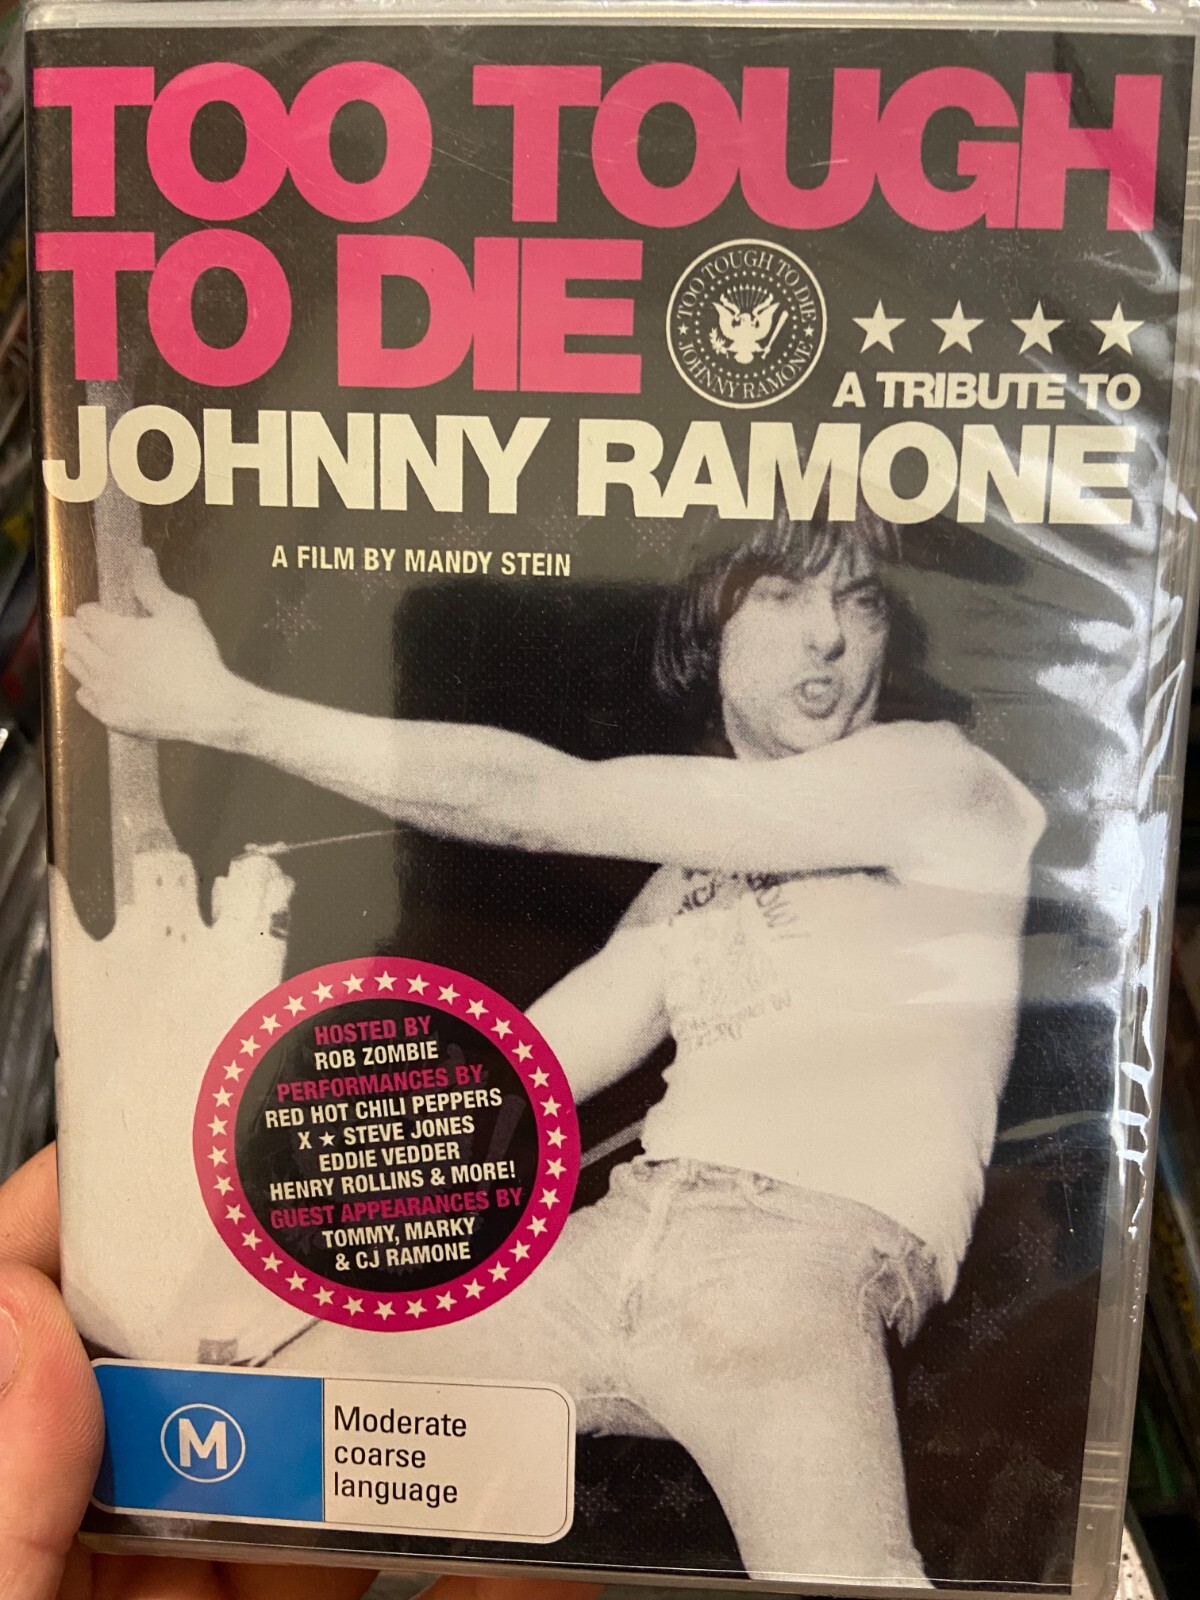 TOO TOUGH
TO DIE
TOO TOUGH TO DIE
JOHNNY RAMONE
A TRIBUTE TO
JOHNNY RAMONE
A FILM BY MANDY STEIN
HOSTED BY
ROB ZOMBIE
PERFORMANCES BY
RED HOT CHILI PEPPERS
X ★ STEVE JONES
EDDIE VEDDER
HENRY ROLLINS & MORE!
GUEST APPEARANCES BY
TOMMY, MARKY
& CJ RAMONE
M
Moderate
coarse
language